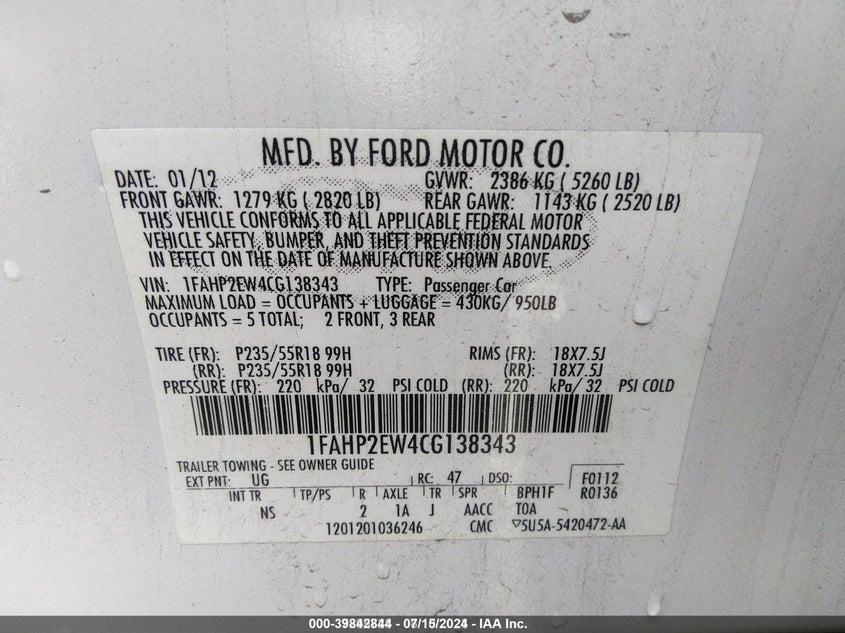 MFD. BY FORD MOTOR CO.
DATE: 01/12 GVWR: 2386 KG ( 5260 LB)
FRONT GAWR: 1279 KG ( 2820 LB) REAR GAWR: 1143 KG ( 2520 LB)
THIS VEHICLE CONFORMS TO ALL APPLICABLE FEDERAL MOTOR
VEHICLE SAFETY, BUMPER, AND THEFT PREVENTION STANDARDS
IN EFFECT ON THE DATE OF MANUFACTURE SHOWN ABOVE.
VIN: 1FAHP2EW4CG138343 TYPE: Passenger Car
MAXIMUM LOAD = OCCUPANTS + LUGGAGE = 430KG/ 950LB
OCCUPANTS = 5 TOTAL; 2 FRONT, 3 REAR
TIRE (FR): P235/55R18 99H RIMS (FR): 18X7.5J
(RR): P235/55R18 99H (RR): 18X7.5J
PRESSURE (FR): 220 kPa/ 32 PSI COLD (RR): 220 kPa/ 32 PSI COLD
1FAHP2EW4CG138343
TRAILER TOWING - SEE OWNER GUIDE
EXT PNT: UG RC: 47 DSO: F0112
R0136
INT TR TP/PS R AXLE TR SPR BPH1F
NS 2 1A J AACC TOA
1201201036246 CMC 5U5A-5420472-AA
000-39842844 - 07/15/2024 - IAA Inc.